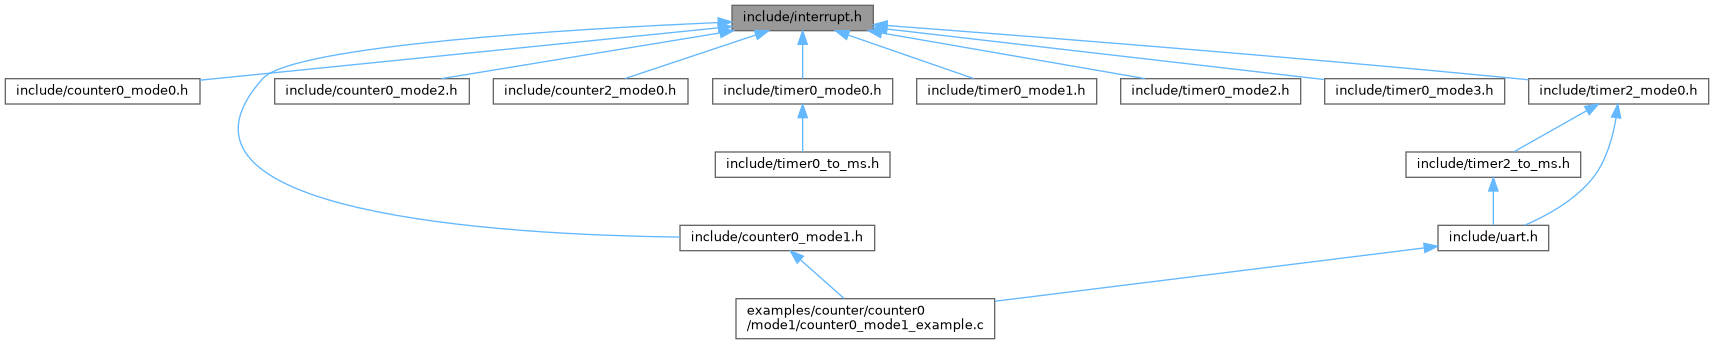 include/interrupt.h
include/counter0_mode0.h
include/counter0_mode2.h
include/counter2_mode0.h
include/timer0_mode0.h
include/timer0_mode1.h
include/timer0_mode2.h
include/timer0_mode3.h
include/timer2_mode0.h
include/timer0_to_ms.h
include/timer2_to_ms.h
include/counter0_mode1.h
include/uart.h
examples/counter/counter0
/mode1/counter0_mode1_example.c